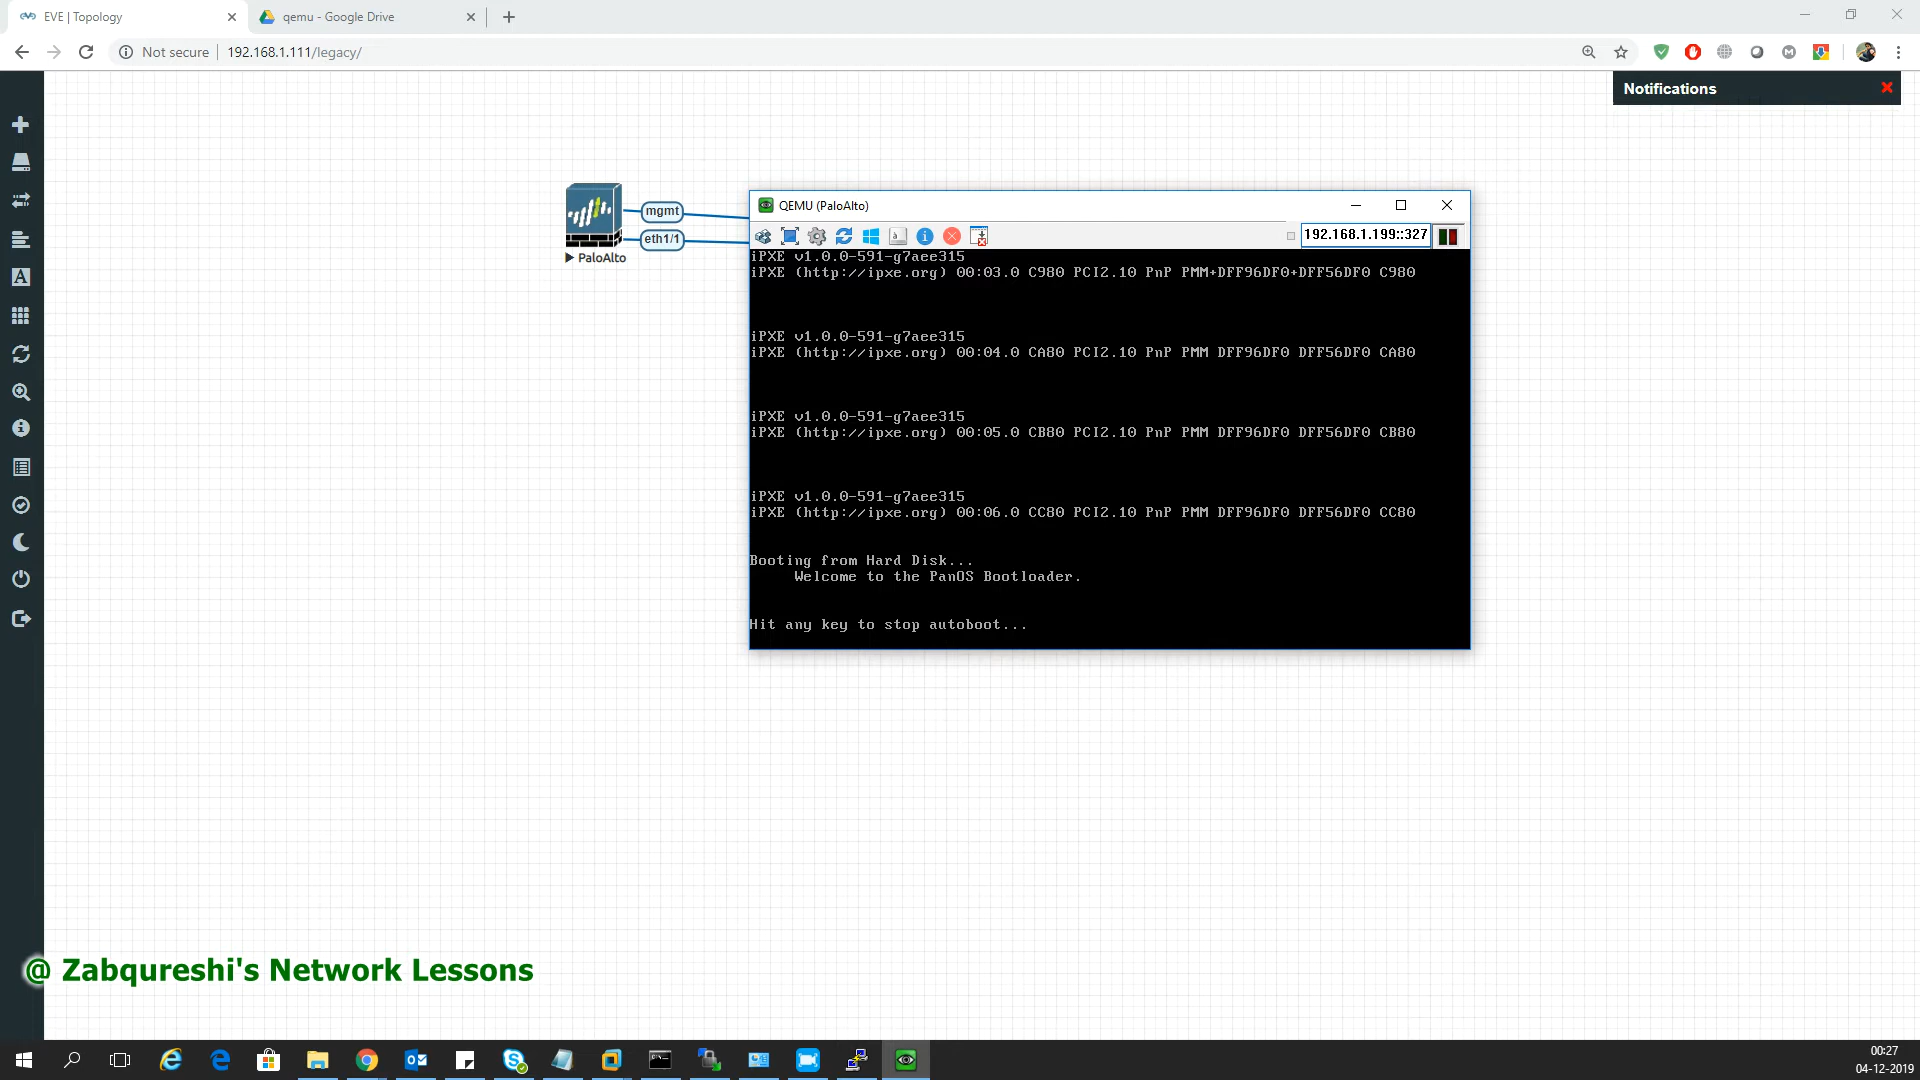 EVE | Topology
qemu - Google Drive
Not secure
192.168.1.111/legacy/
Notifications
mgmt
eth1/1
PaloAlto
QEMU (PaloAlto)
192.168.1.199::327
iPXE v1.0.0-591-g7aee315
iPXE (http://ipxe.org) 00:03.0 C980 PCI2.10 PnP PMM+DFF96DF0+DFF56DF0 C980
iPXE v1.0.0-591-g7aee315
iPXE (http://ipxe.org) 00:04.0 CA80 PCI2.10 PnP PMM DFF96DF0 DFF56DF0 CA80
iPXE v1.0.0-591-g7aee315
iPXE (http://ipxe.org) 00:05.0 CB80 PCI2.10 PnP PMM DFF96DF0 DFF56DF0 CB80
iPXE v1.0.0-591-g7aee315
iPXE (http://ipxe.org) 00:06.0 CC80 PCI2.10 PnP PMM DFF96DF0 DFF56DF0 CC80
Booting from Hard Disk...
Welcome to the PanOS Bootloader.
Hit any key to stop autoboot...
@ Zabqureshi's Network Lessons
00:27
04-12-2019